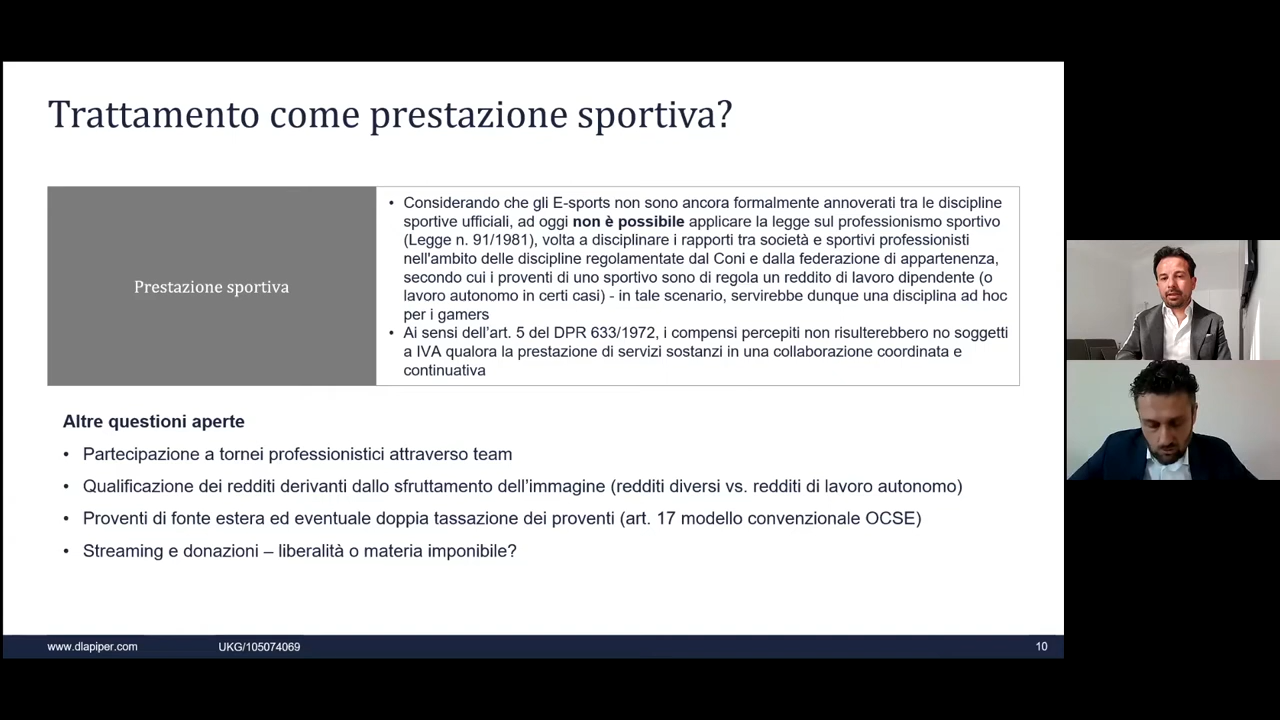 Trattamento come prestazione sportiva?
Prestazione sportiva
• Considerando che gli E-sports non sono ancora formalmente annoverati tra le discipline
sportive ufficiali, ad oggi non è possibile applicare la legge sul professionismo sportivo
(Legge n. 91/1981), volta a disciplinare i rapporti tra società e sportivi professionisti
nell'ambito delle discipline regolamentate dal Coni e dalla federazione di appartenenza,
secondo cui i proventi di uno sportivo sono di regola un reddito di lavoro dipendente (o
lavoro autonomo in certi casi) - in tale scenario, servirebbe dunque una disciplina ad hoc
per i gamers
• Ai sensi dell'art. 5 del DPR 633/1972, i compensi percepiti non risulterebbero no soggetti
a IVA qualora la prestazione di servizi sostanzi in una collaborazione coordinata e
continuativa
Altre questioni aperte
• Partecipazione a tornei professionistici attraverso team
• Qualificazione dei redditi derivanti dallo sfruttamento dell'immagine (redditi diversi vs. redditi di lavoro autonomo)
• Proventi di fonte estera ed eventuale doppia tassazione dei proventi (art. 17 modello convenzionale OCSE)
• Streaming e donazioni – liberalità o materia imponibile?
www.dlapiper.com
UKG/105074069
10